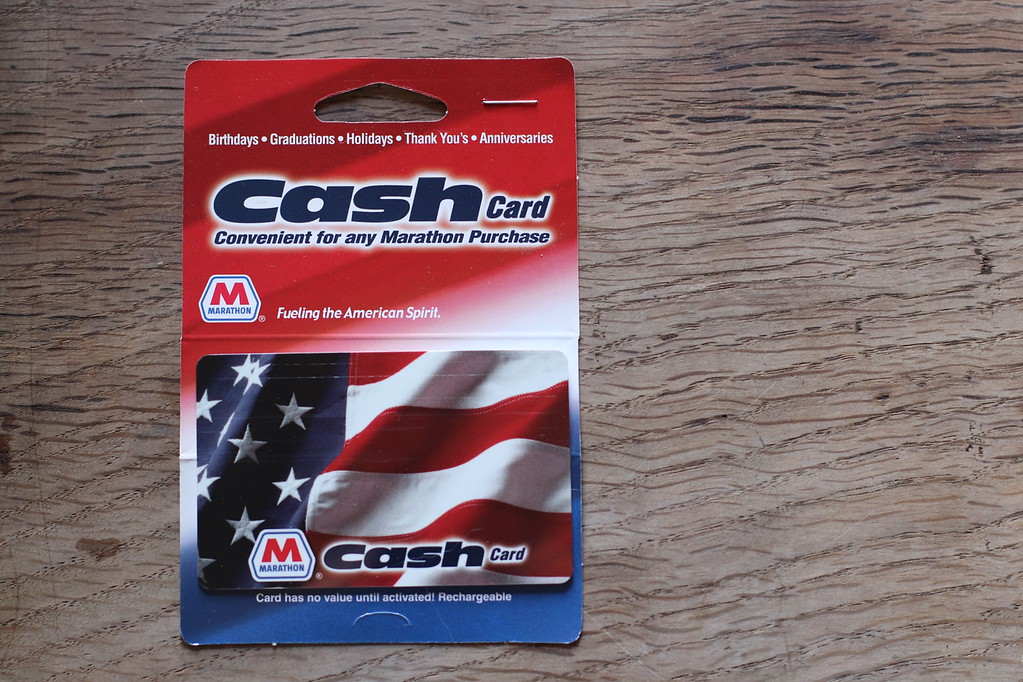 Birthdays • Graduations • Holidays • Thank You's • Anniversaries
Cash Card
Convenient for any Marathon Purchase
M
MARATHON®
Fueling the American Spirit.
M
MARATHON®
Cash Card
Card has no value until activated! Rechargeable